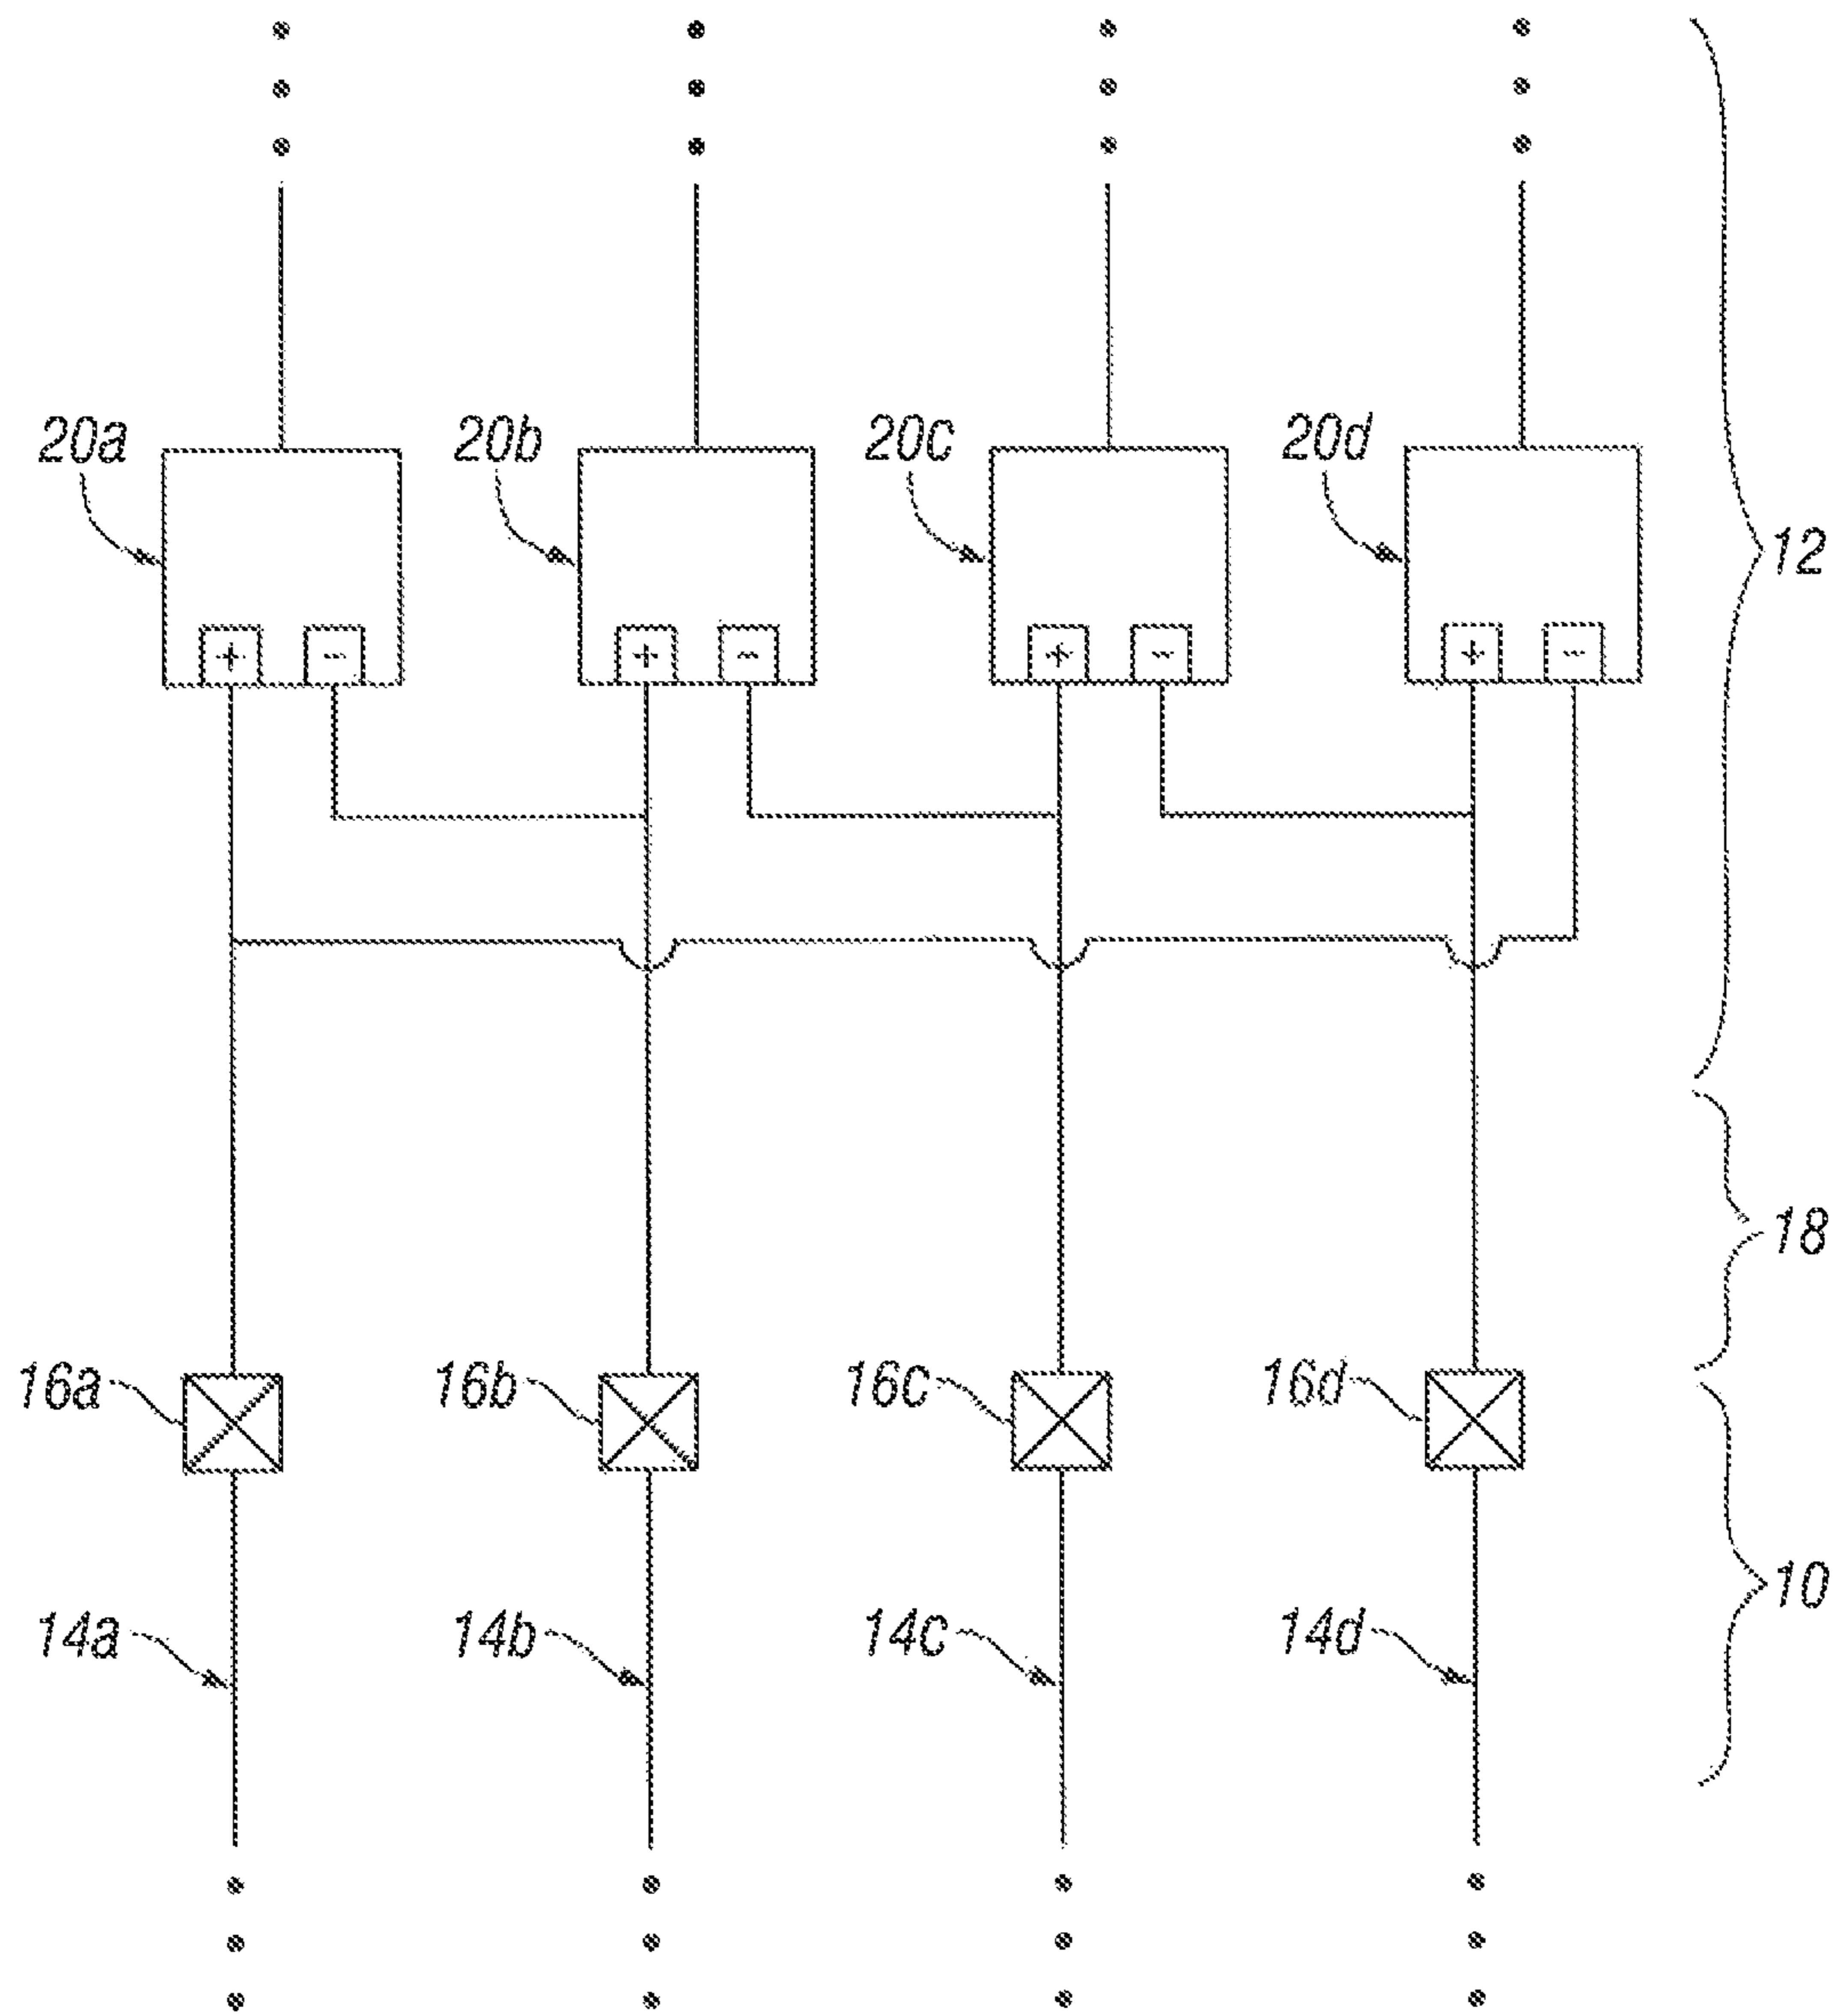 20a 20b 20c 20d
12
+ - + - + - + -
18
16a 16b 16c 16d
10
14a 14b 14c 14d